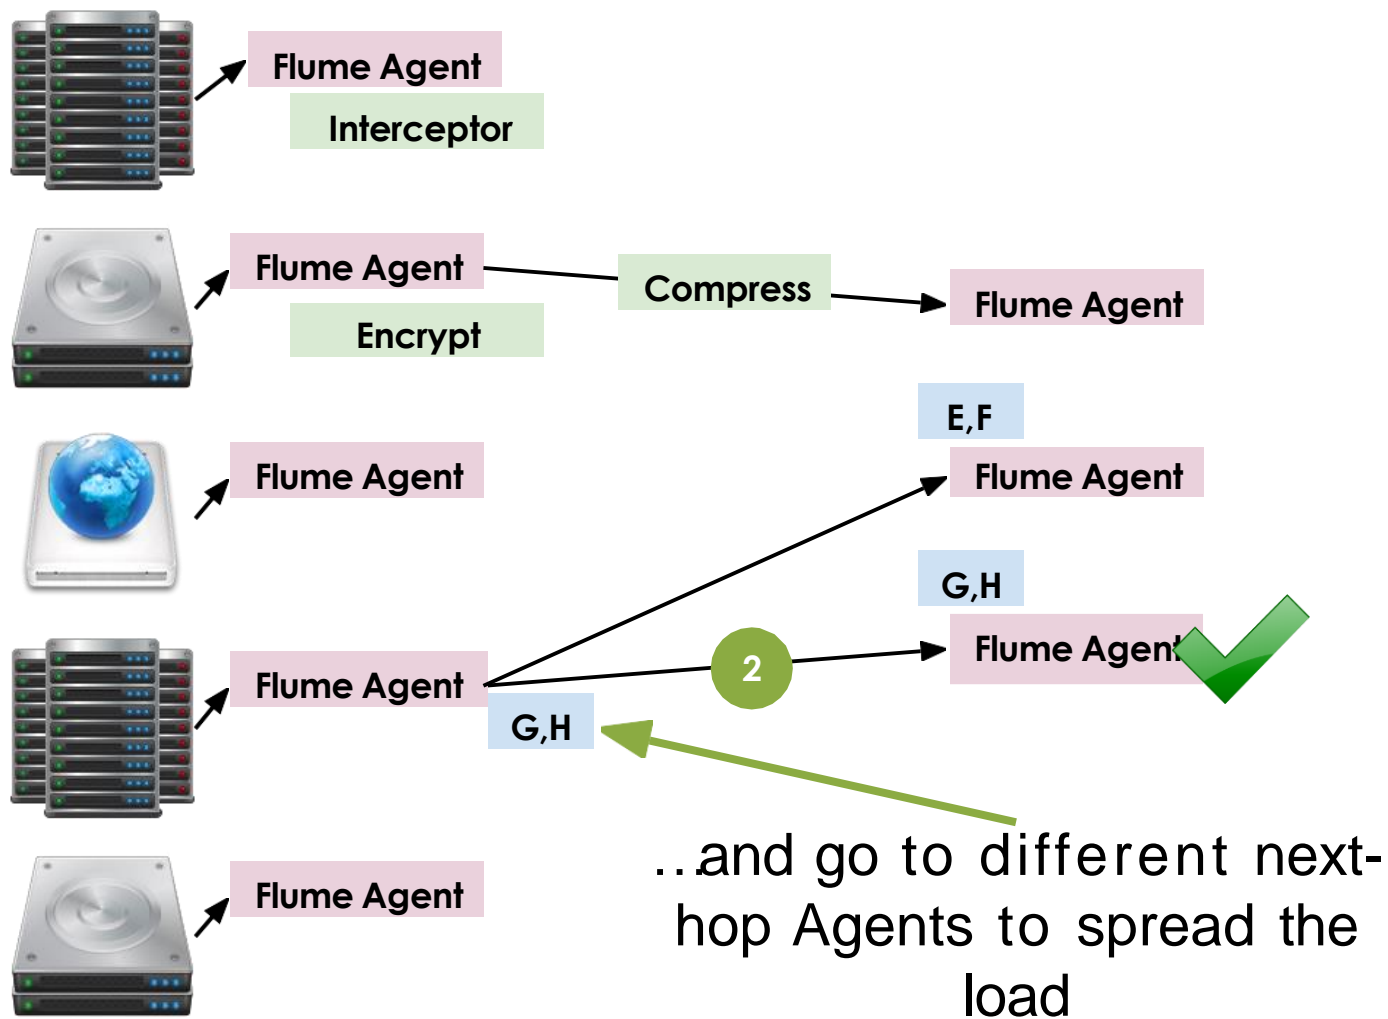 Flume Agent
Interceptor
Flume Agent
Compress
Flume Agent
Encrypt
E,F
Flume Agent
Flume Agent
G,H
Flume Agent
2
Flume Agent
G,H
…and go to different next-
hop Agents to spread the
load
Flume Agent